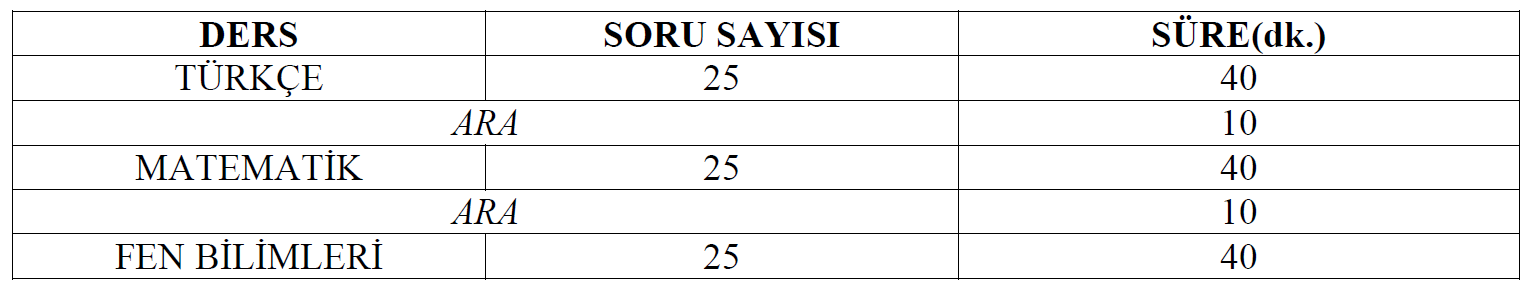 DERS SORU SAYISI SÜRE(dk.)
TÜRKÇE 25 40
ARA 10
MATEMATİK 25 40
ARA 10
FEN BİLİMLERİ 25 40